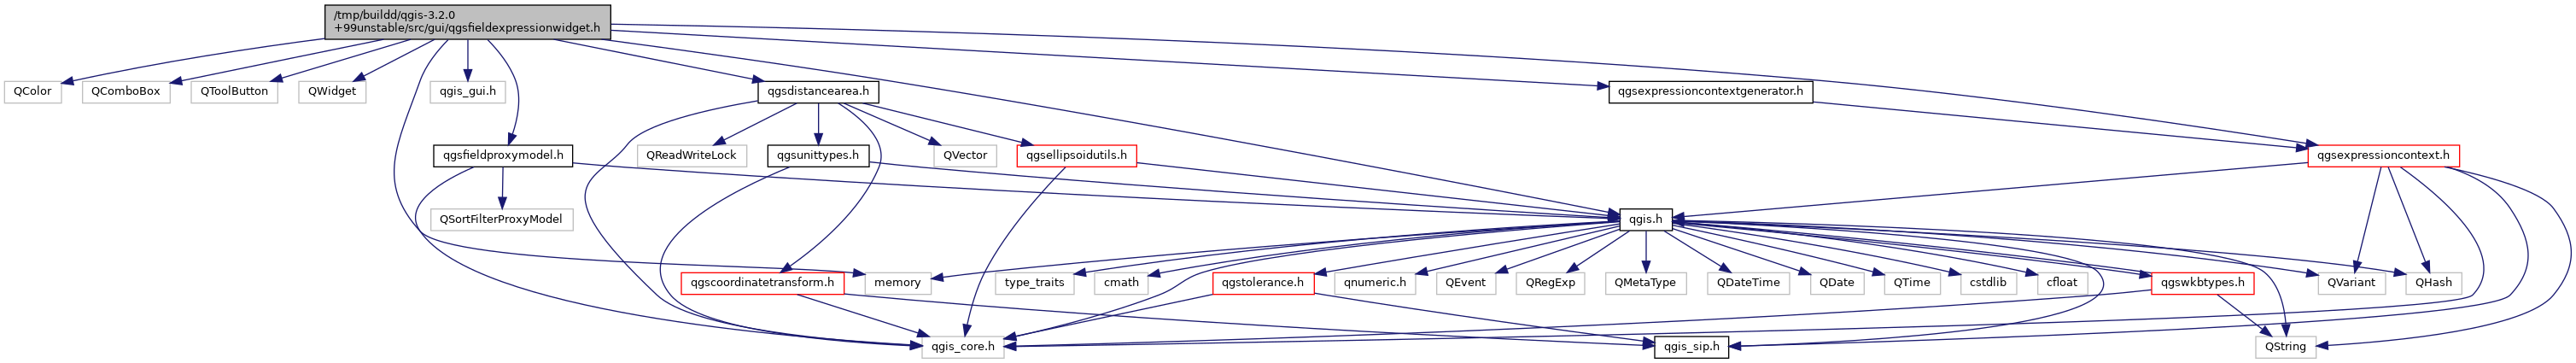 /tmp/buildd/qgis-3.2.0
+99unstable/src/gui/qgsfieldexpressionwidget.h
QColor
QComboBox
QToolButton
QWidget
qgis_gui.h
qgsdistancearea.h
qgsexpressioncontextgenerator.h
qgsfieldproxymodel.h
QReadWriteLock
qgsunittypes.h
QVector
qgsellipsoidutils.h
qgsexpressioncontext.h
QSortFilterProxyModel
qgis.h
qgscoordinatetransform.h
memory
type_traits
cmath
qgstolerance.h
qnumeric.h
QEvent
QRegExp
QMetaType
QDateTime
QDate
QTime
cstdlib
cfloat
qgswkbtypes.h
QVariant
QHash
qgis_core.h
qgis_sip.h
QString